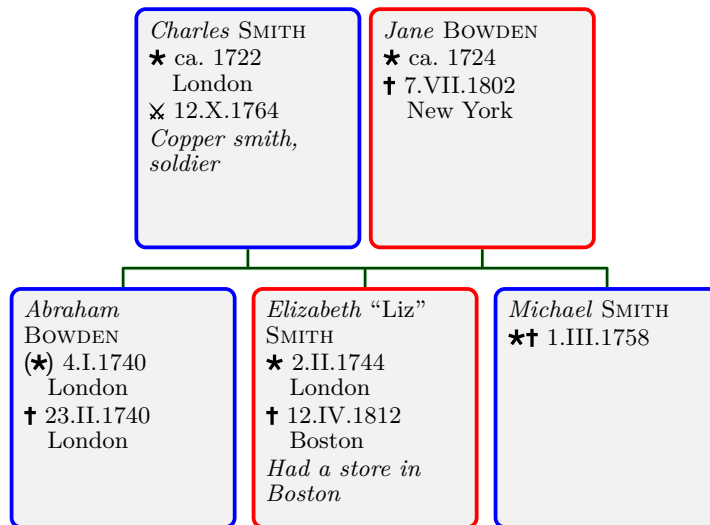 Charles SMITH
★ ca. 1722
London
⚔ 12.X.1764
Copper smith,
soldier
Jane BOWDEN
★ ca. 1724
✝ 7.VII.1802
New York
Abraham
BOWDEN
(★) 4.I.1740
London
✝ 23.II.1740
London
Elizabeth “Liz”
SMITH
★ 2.II.1744
London
✝ 12.IV.1812
Boston
Had a store in
Boston
Michael SMITH
★✝ 1.III.1758